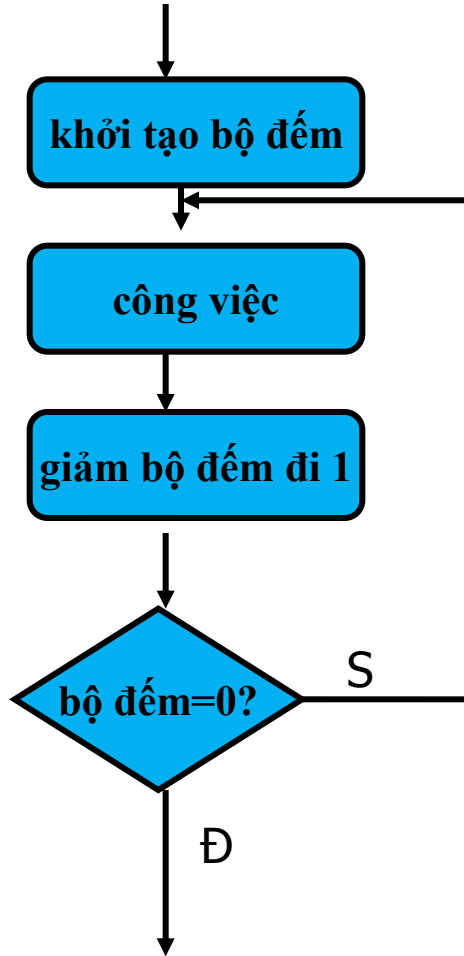 khởi tạo bộ đếm
công việc
giảm bộ đếm đi 1
bộ đếm=0?
S
Đ